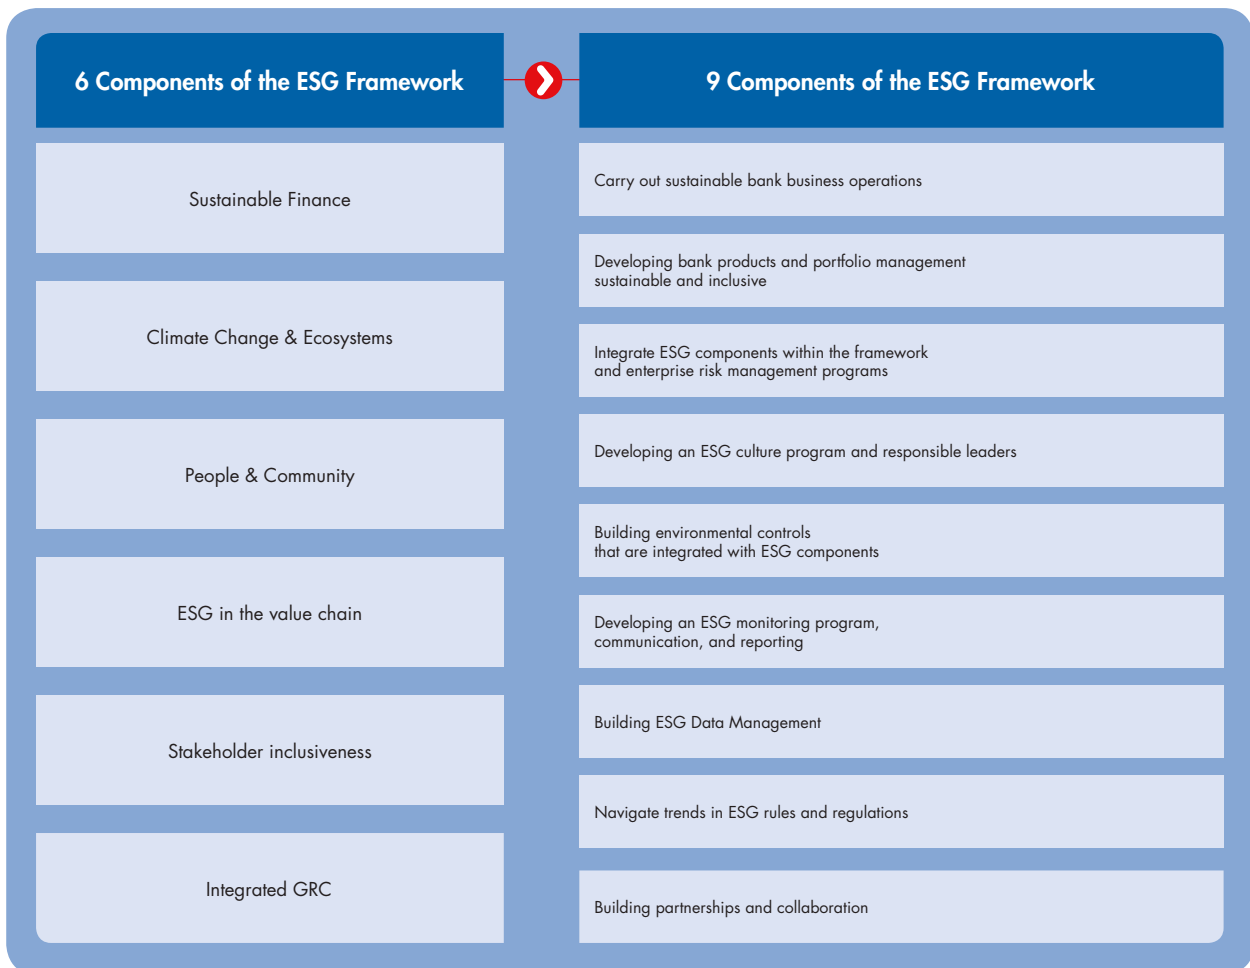 6 Components of the ESG Framework
Sustainable Finance
Climate Change & Ecosystems
People & Community
ESG in the value chain
Stakeholder inclusiveness
Integrated GRC
9 Components of the ESG Framework
Carry out sustainable bank business operations
Developing bank products and portfolio management
sustainable and inclusive
Integrate ESG components within the framework
and enterprise risk management programs
Developing an ESG culture program and responsible leaders
Building environmental controls
that are integrated with ESG components
Developing an ESG monitoring program,
communication, and reporting
Building ESG Data Management
Navigate trends in ESG rules and regulations
Building partnerships and collaboration